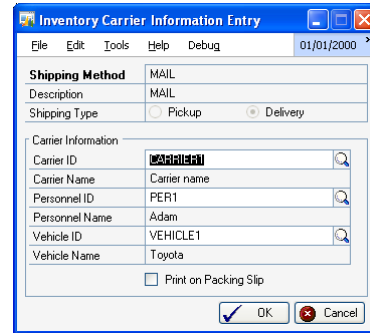 Inventory Carrier Information Entry
File Edit Tools Help Debug 01/01/2000
Shipping Method MAIL
Description MAIL
Shipping Type Pickup Delivery
Carrier Information
Carrier ID CARRIER1
Carrier Name Carrier name
Personnel ID PER1
Personnel Name Adam
Vehicle ID VEHICLE1
Vehicle Name Toyota
Print on Packing Slip
OK Cancel